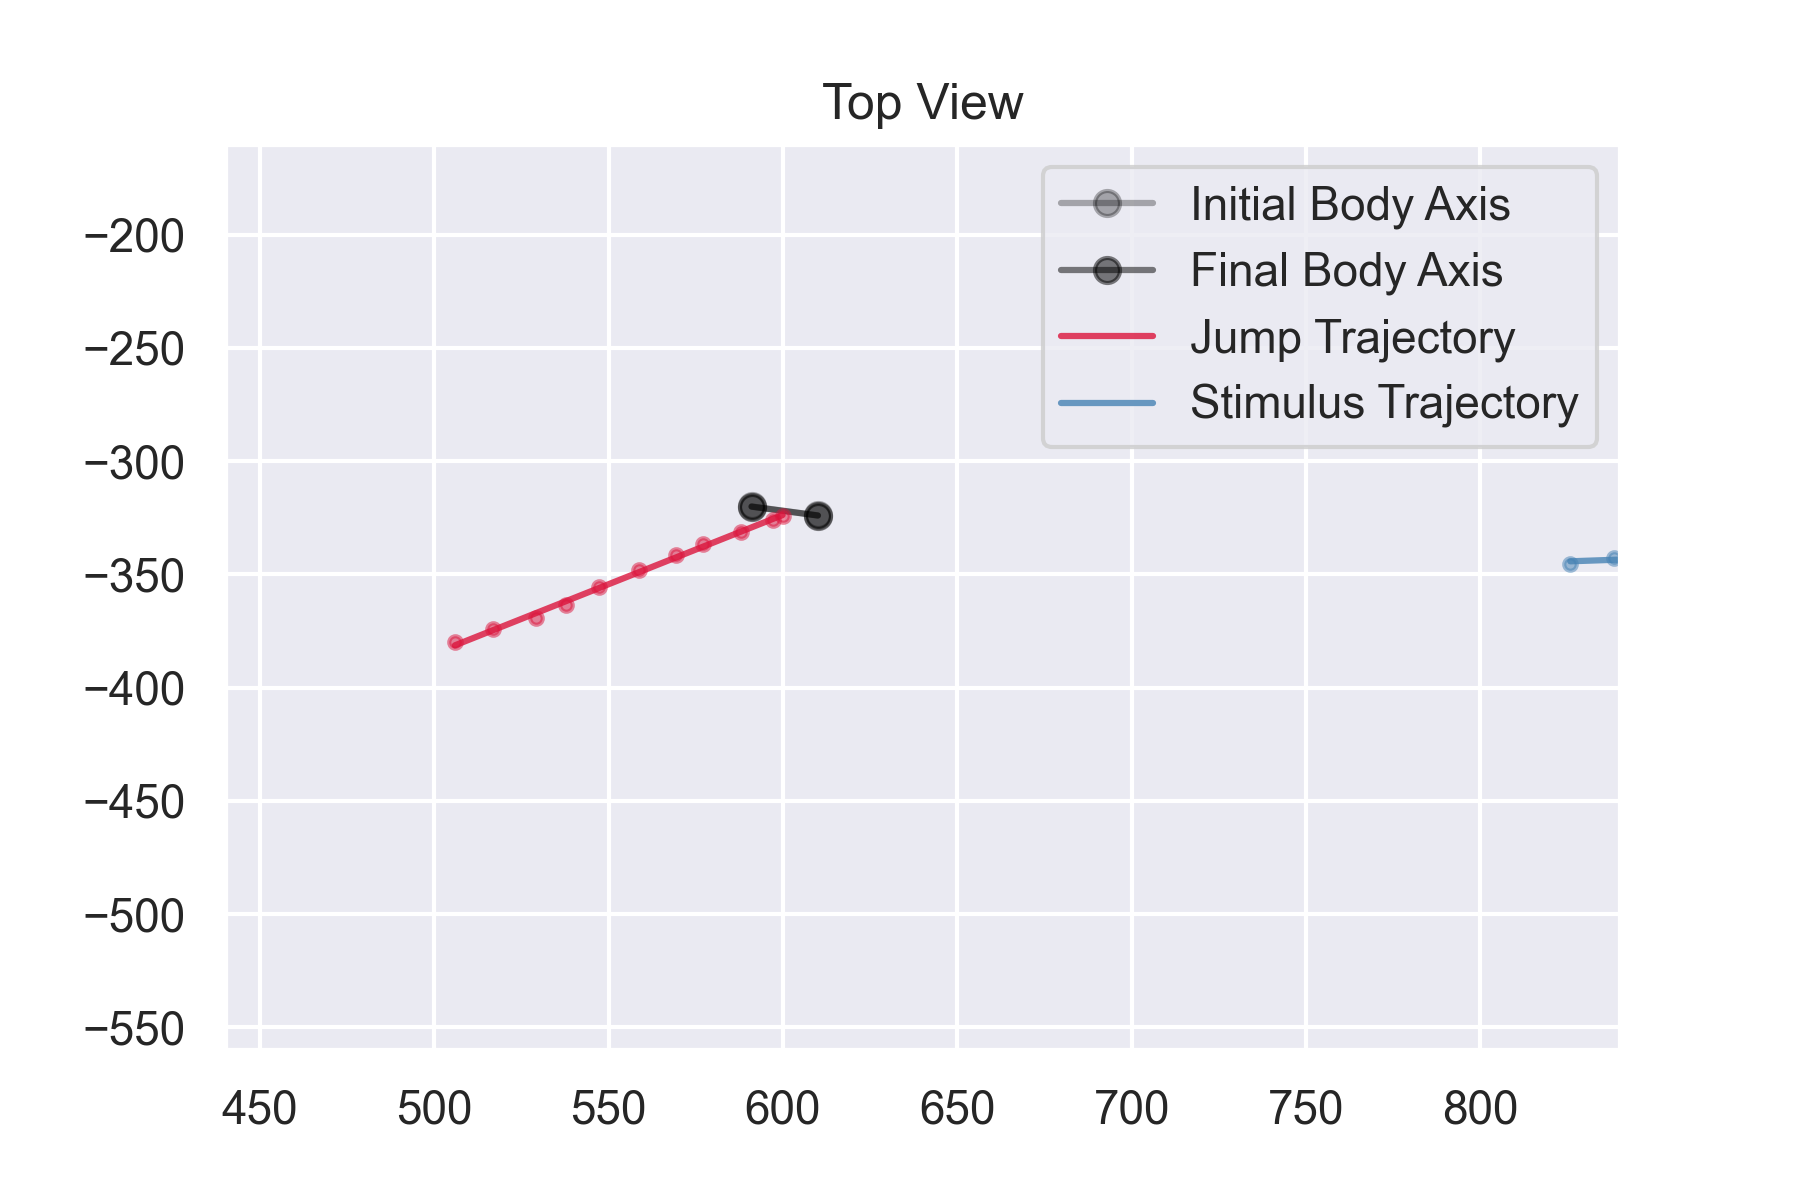 Top View
Initial Body Axis
Final Body Axis
Jump Trajectory
Stimulus Trajectory
−200
−250
−300
−350
−400
−450
−500
−550
450 500 550 600 650 700 750 800